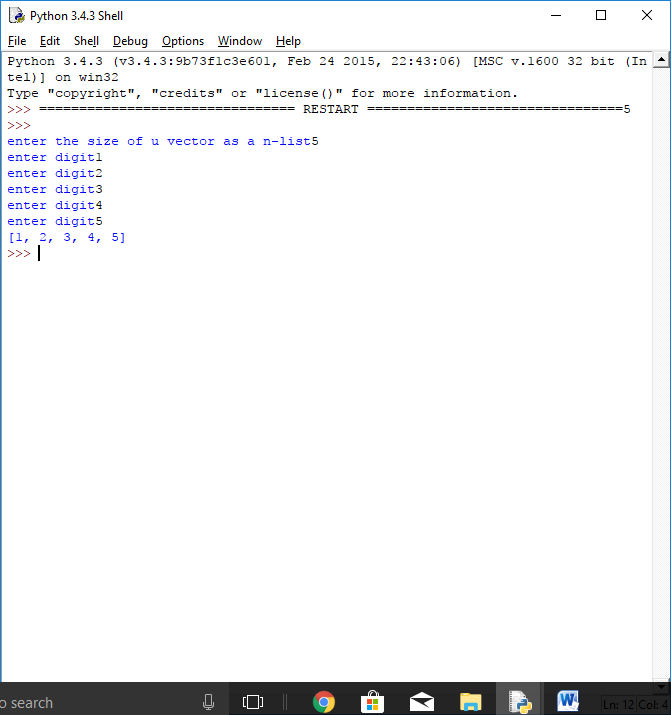 Python 3.4.3 Shell
File Edit Shell Debug Options Window Help
Python 3.4.3 (v3.4.3:9b73f1c3e601, Feb 24 2015, 22:43:06) [MSC v.1600 32 bit (In
tel)] on win32
Type "copyright", "credits" or "license()" for more information.
>>> ================================ RESTART ================================5
>>>
enter the size of u vector as a n-list5
enter digit1
enter digit2
enter digit3
enter digit4
enter digit5
[1, 2, 3, 4, 5]
>>>
o search
Ln: 12 Col: 4